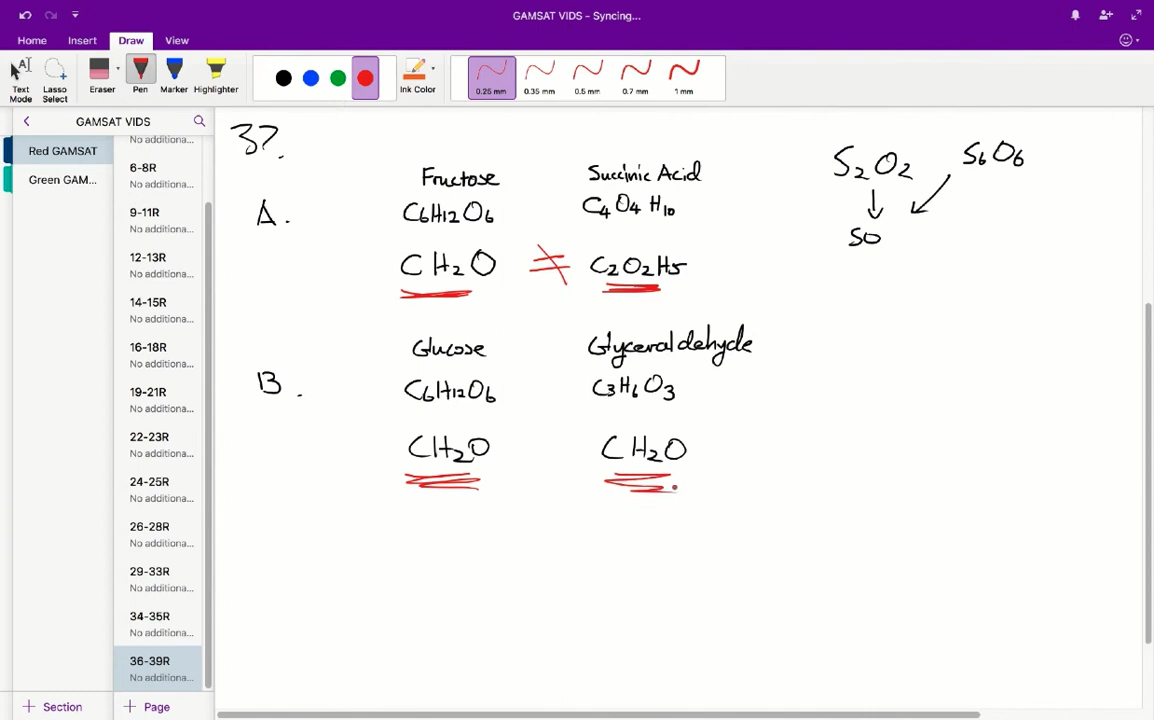 GAMSAT VIDS - Syncing...
Home Insert Draw View
Text Mode
Lasso Select
Eraser
Pen
Marker
Highlighter
Ink Color
0.25 mm
0.35 mm
0.5 mm
0.7 mm
1 mm
GAMSAT VIDS
Red GAMSAT
Green GAM...
No additiona...
6-8R
No additiona...
9-11R
No additiona...
12-13R
No additiona...
14-15R
No additiona...
16-18R
No additiona...
19-21R
No additiona...
22-23R
No additiona...
24-25R
No additiona...
26-28R
No additiona...
29-33R
No additiona...
34-35R
No additiona...
36-39R
No additiona...
+ Section
+ Page
37.
Fructose Succinic Acid
A. C6H12O6 C4O4H10
CH2O ≠ C2O2H5
S2O2 S6O6
SO
Glucose Glyceraldehyde
B. C6H12O6 C3H6O3
CH2O CH2O